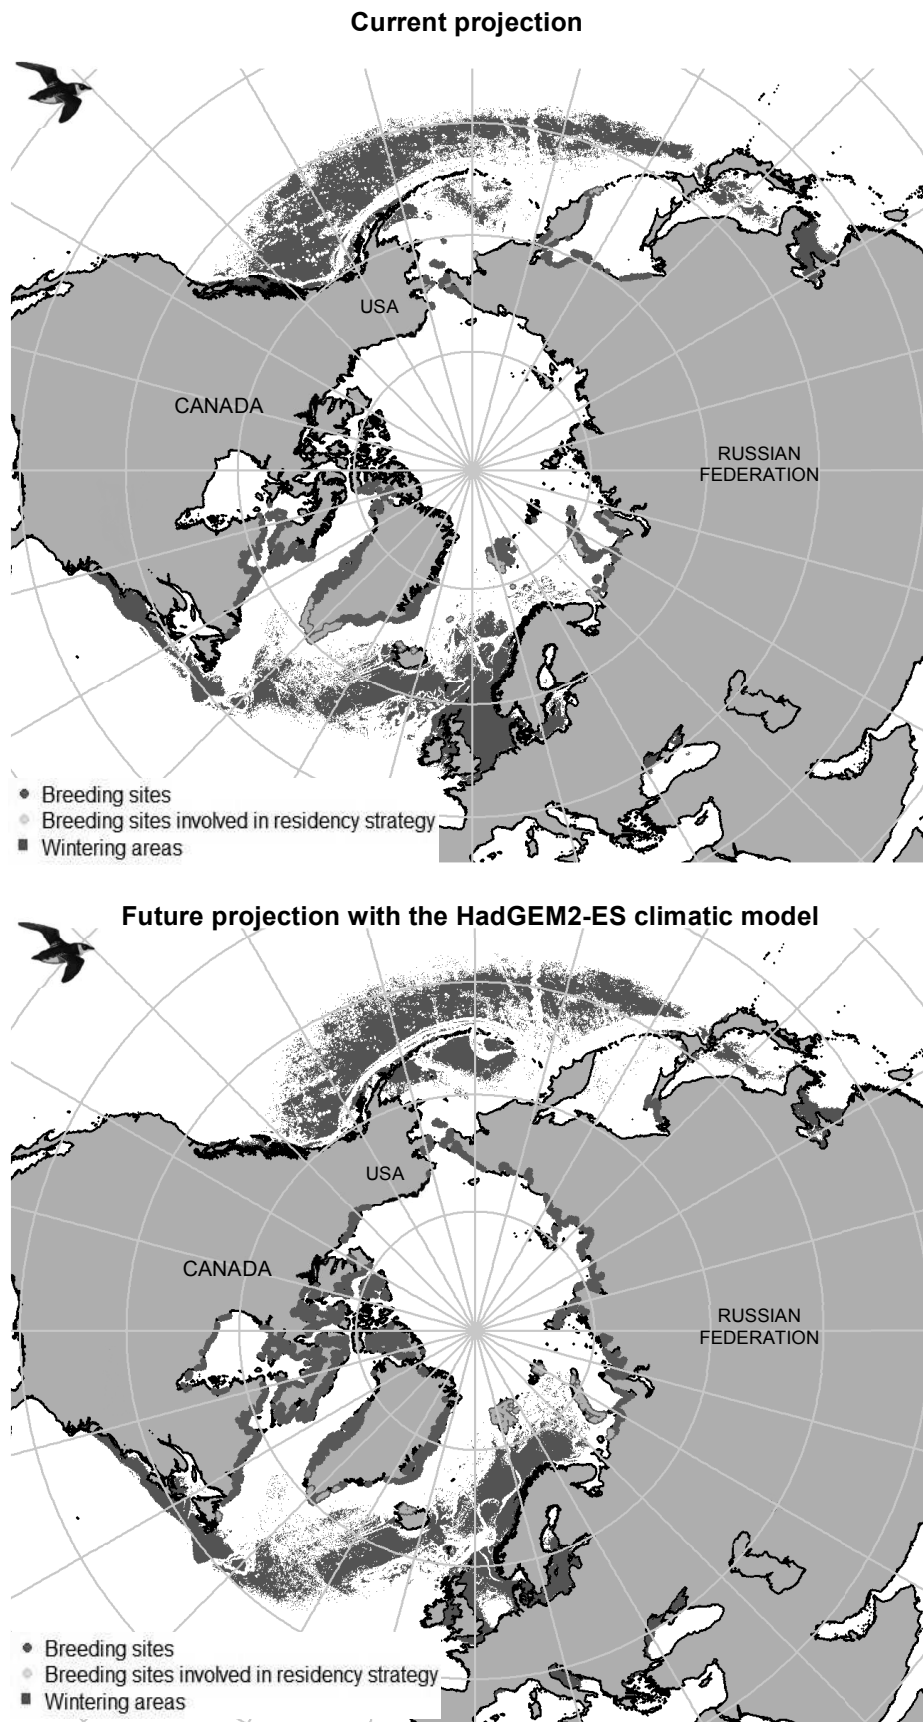 Current projection
USA
CANADA
RUSSIAN
FEDERATION
Breeding sites
Breeding sites involved in residency strategy
Wintering areas
Future projection with the HadGEM2-ES climatic model
USA
CANADA
RUSSIAN
FEDERATION
Breeding sites
Breeding sites involved in residency strategy
Wintering areas